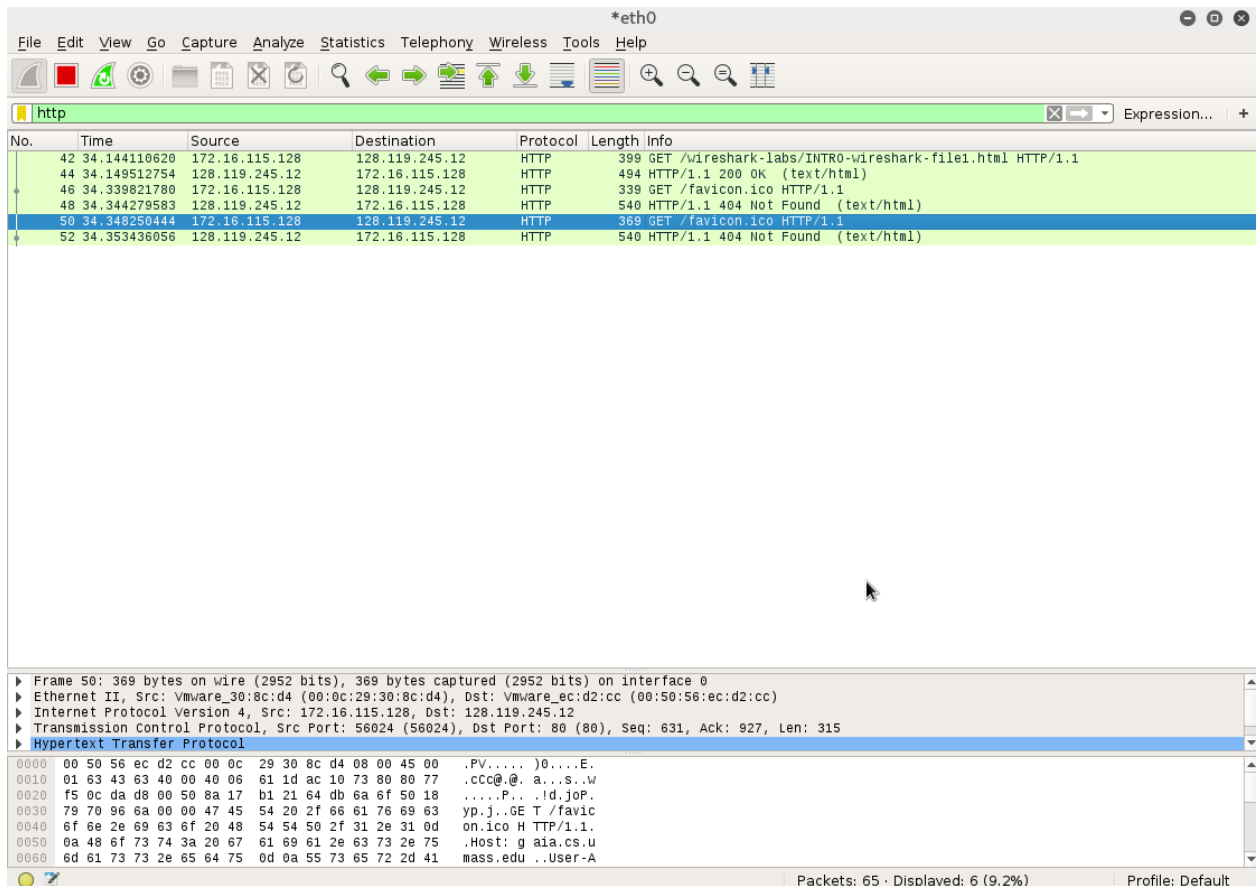 *eth0
File Edit View Go Capture Analyze Statistics Telephony Wireless Tools Help
http Expression... +
No. Time Source Destination Protocol Length Info
42 34.144110620 172.16.115.128 128.119.245.12 HTTP 399 GET /wireshark-labs/INTRO-wireshark-file1.html HTTP/1.1
44 34.149512754 128.119.245.12 172.16.115.128 HTTP 494 HTTP/1.1 200 OK (text/html)
46 34.339821780 172.16.115.128 128.119.245.12 HTTP 339 GET /favicon.ico HTTP/1.1
48 34.344279583 128.119.245.12 172.16.115.128 HTTP 540 HTTP/1.1 404 Not Found (text/html)
50 34.348250444 172.16.115.128 128.119.245.12 HTTP 369 GET /favicon.ico HTTP/1.1
52 34.353436056 128.119.245.12 172.16.115.128 HTTP 540 HTTP/1.1 404 Not Found (text/html)
Frame 50: 369 bytes on wire (2952 bits), 369 bytes captured (2952 bits) on interface 0
Ethernet II, Src: Vmware_30:8c:d4 (00:0c:29:30:8c:d4), Dst: Vmware_ec:d2:cc (00:50:56:ec:d2:cc)
Internet Protocol Version 4, Src: 172.16.115.128, Dst: 128.119.245.12
Transmission Control Protocol, Src Port: 56024 (56024), Dst Port: 80 (80), Seq: 631, Ack: 927, Len: 315
Hypertext Transfer Protocol
0000 00 50 56 ec d2 cc 00 0c 29 30 8c d4 08 00 45 00 .PV..... )0....E.
0010 01 63 43 63 40 00 40 06 61 1d ac 10 73 80 80 77 .cCc@.@. a...s..w
0020 f5 0c da d8 00 50 8a 17 b1 21 64 db 6a 6f 50 18 .....P.. .!d.joP.
0030 79 70 96 6a 00 00 47 45 54 20 2f 66 61 76 69 63 yp.j..GE T /favic
0040 6f 6e 2e 69 63 6f 20 48 54 54 50 2f 31 2e 31 0d on.ico H TTP/1.1.
0050 0a 48 6f 73 74 3a 20 67 61 69 61 2e 63 73 2e 75 .Host: g aia.cs.u
0060 6d 61 73 73 2e 65 64 75 0d 0a 55 73 65 72 2d 41 mass.edu ..User-A
Packets: 65 · Displayed: 6 (9.2%) Profile: Default